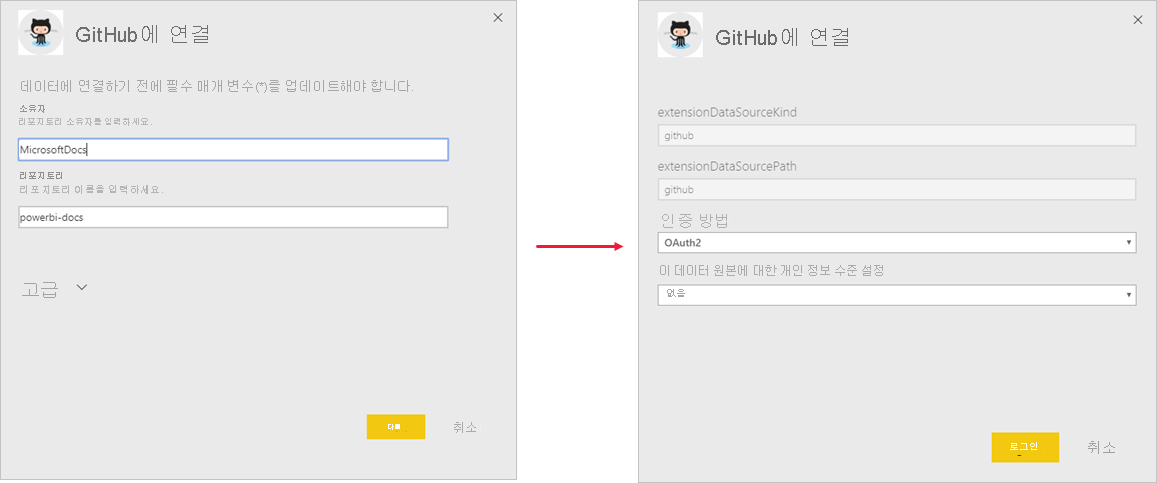 GitHub에 연결
데이터에 연결하기 전에 필수 매개 변수(*)를 업데이트해야 합니다.
소유자
리포지토리 소유자를 입력하세요.
MicrosoftDocs
리포지토리
리포지토리 이름을 입력하세요.
powerbi-docs
고급
다음
취소
GitHub에 연결
extensionDataSourceKind
github
extensionDataSourcePath
github
인증 방법
OAuth2
이 데이터 원본에 대한 개인 정보 수준 설정
없음
로그인
취소